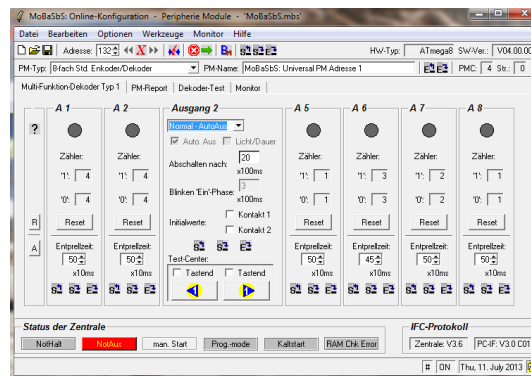 MoBaSbS: Online-Konfiguration - Peripherie Module - 'MoBaSbS.mbs'
Datei Bearbeiten Optionen Werkzeuge Monitor Hilfe
Adresse: 132 HW-Typ: ATmega8 SW-Ver.: V04.00.00
PM-Typ: 8-fach Std. Enkoder/Dekoder PM-Name: MoBaSbS: Universal PM Adresse 1 PMC: 4 Str.: 0
Multi-Funktion-Dekoder Typ 1 PM-Report Dekoder-Test Monitor
A 1 A 2 Ausgang 2 A 5 A 6 A 7 A 8
?
Normal - AutoAus
Auto. Aus Licht/Dauer
Zähler: Zähler: Zähler: Zähler: Zähler: Zähler:
Abschalten nach: 20
x100ms
'1': 4 '1': 4 '1': 1 '1': 3 '1': 2 '1': 1
Blinken 'Ein'-Phase: 3
x100ms
'0': 4 '0': 4 '0': 1 '0': 3 '0': 2 '0': 1
Initialwerte: Kontakt 1
Kontakt 2
R Reset Reset Reset Reset Reset Reset
A Entprellzeit: Entprellzeit: Entprellzeit: Entprellzeit: Entprellzeit: Entprellzeit:
50 50 50 45 50 50
x10ms x10ms x10ms x10ms x10ms x10ms
Test-Center:
Tastend Tastend
Status der Zentrale IFC-Protokoll
NotHalt NotAus man. Start Prog.-mode Kaltstart RAM Chk Error Zentrale: V3.6 PC-IF: V3.0 C01
# ON Thu, 11. July 2013